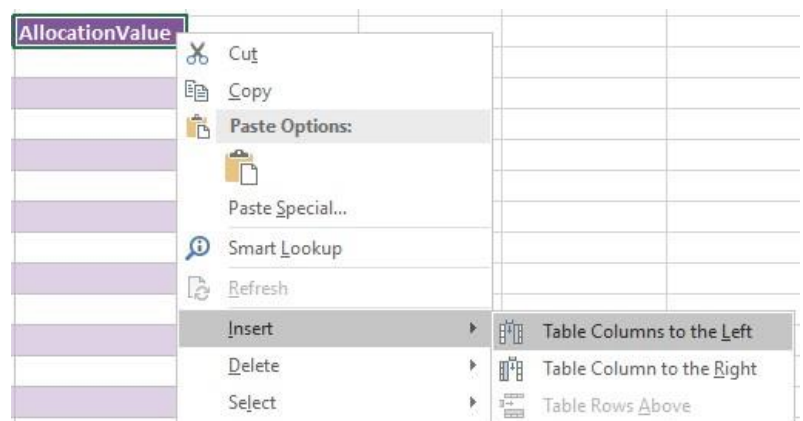 AllocationValue
Cut
Copy
Paste Options:
Paste Special...
Smart Lookup
Refresh
Insert
Table Columns to the Left
Delete
Table Column to the Right
Select
Table Rows Above